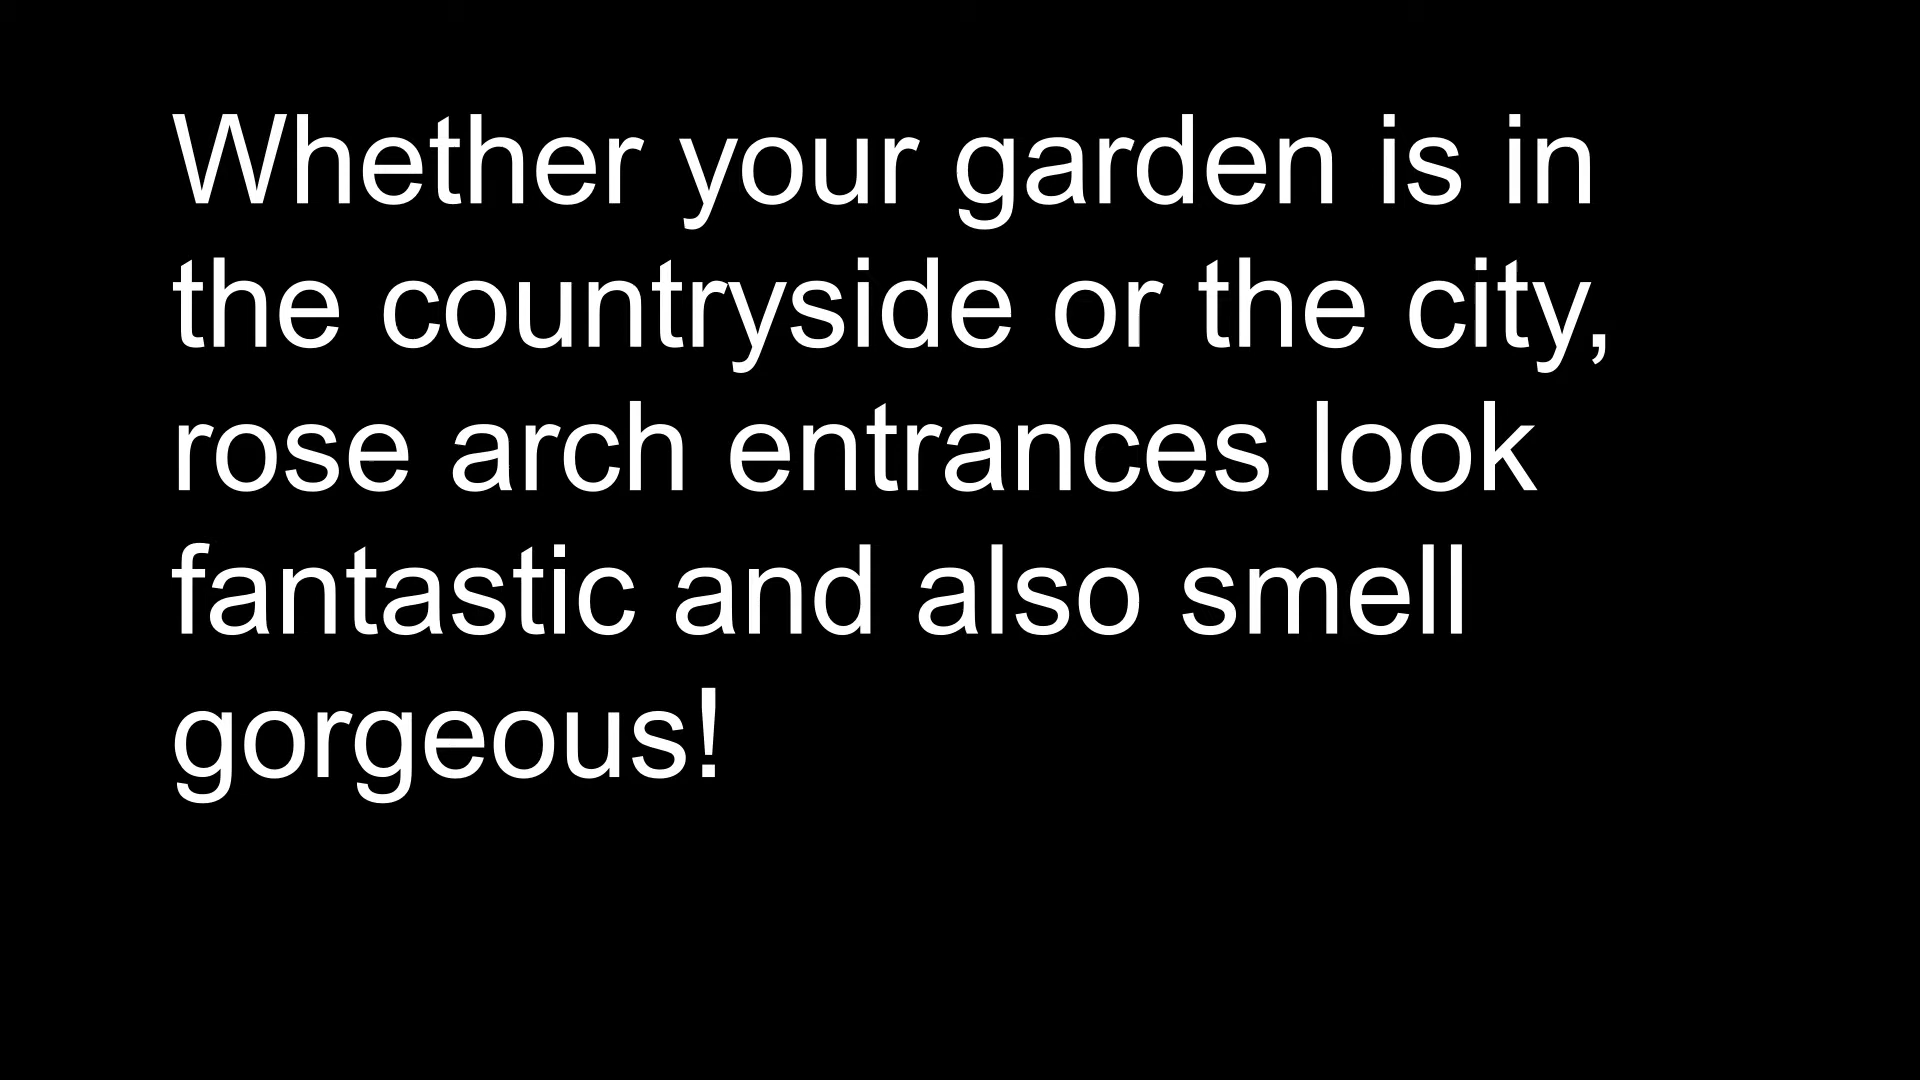 Whether your garden is in
the countryside or the city,
rose arch entrances look
fantastic and also smell
gorgeous!